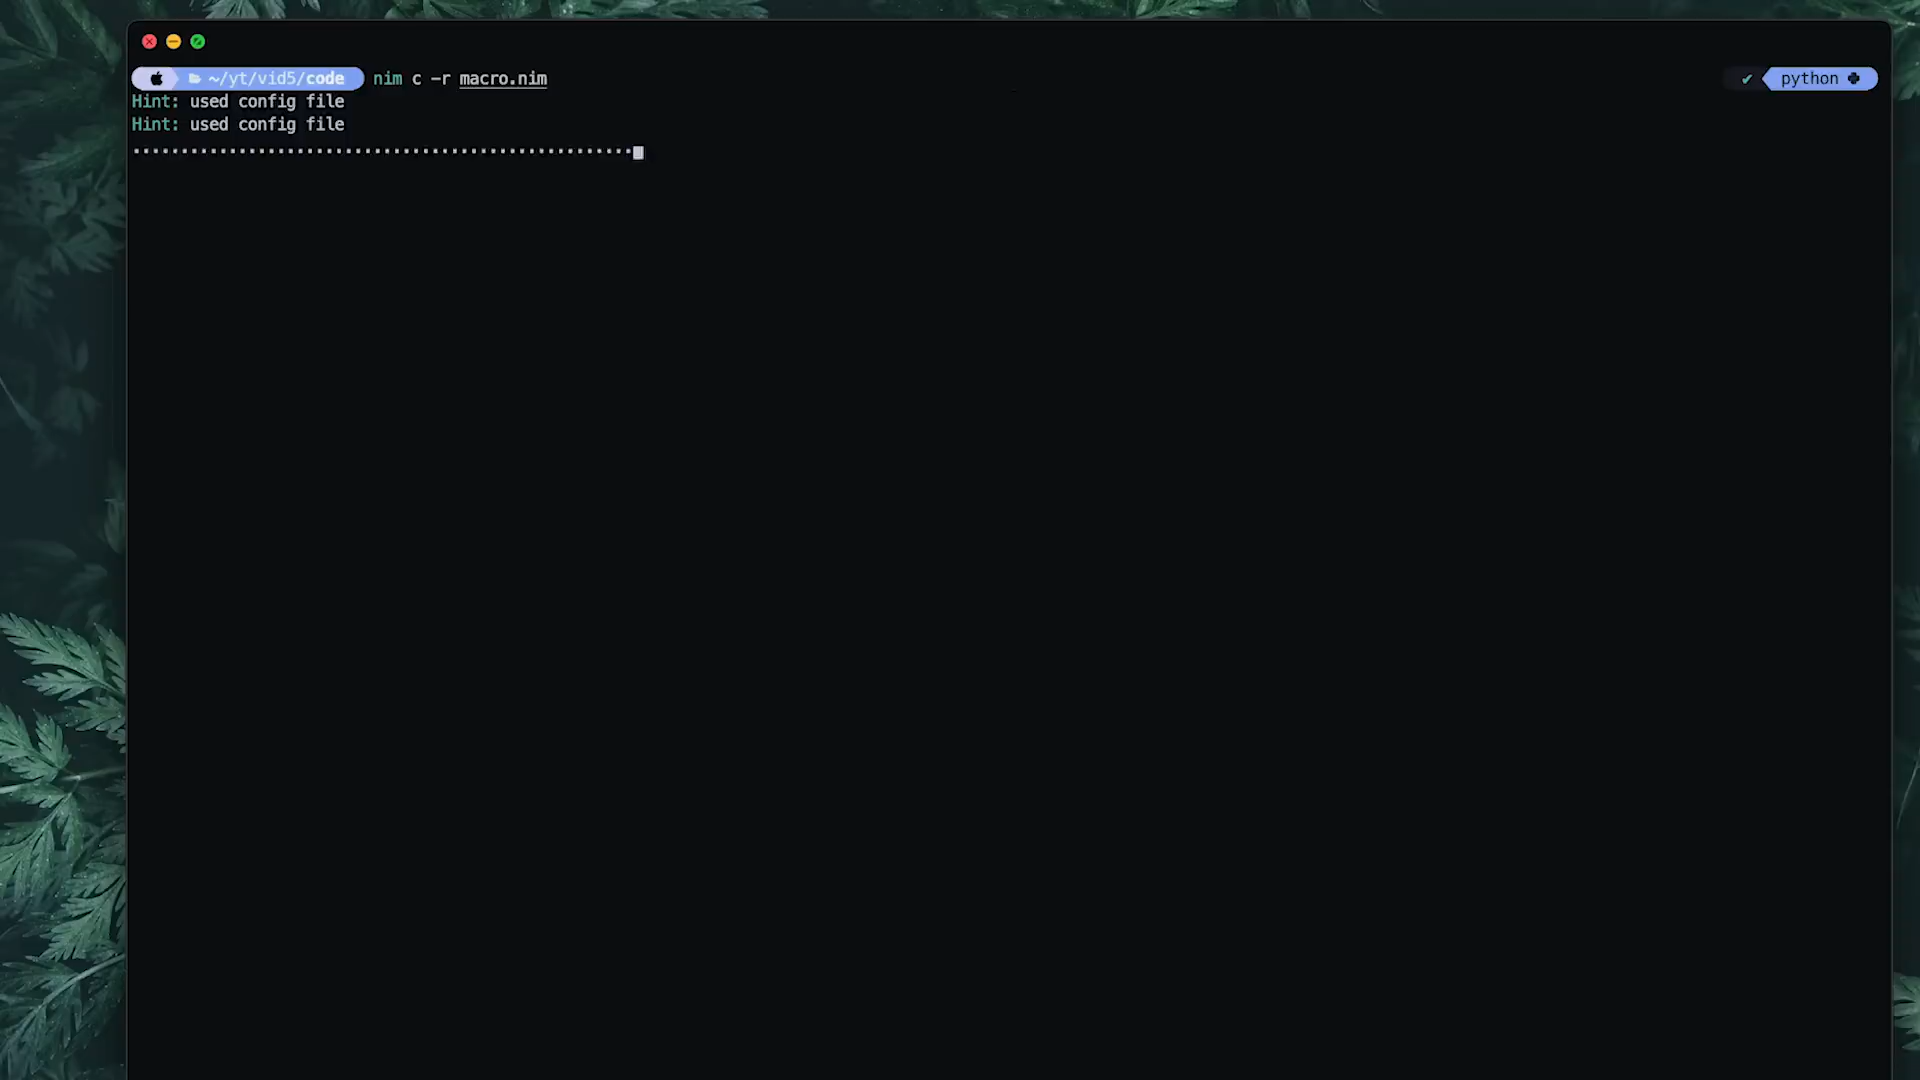 ~/yt/vid5/code nim c -r macro.nim ✔ python
Hint: used config file
Hint: used config file
....................................................